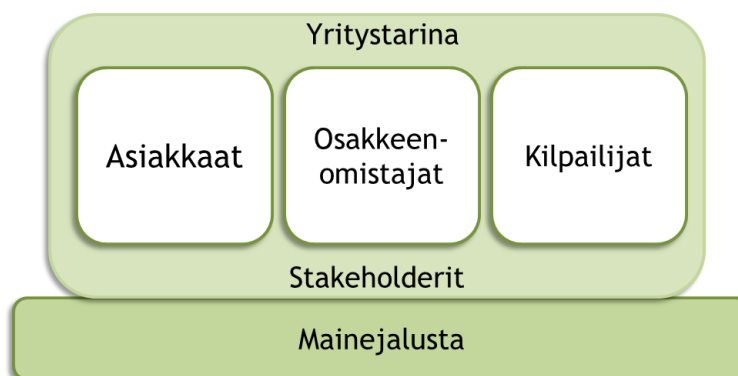 Yritystarina
Asiakkaat
Osakkeen-
omistajat
Kilpailijat
Stakeholderit
Mainejalusta